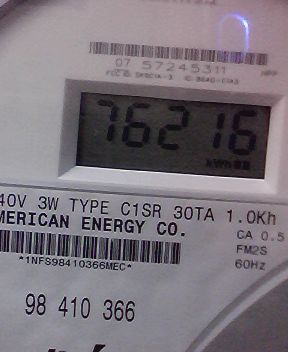 07 57245311
76216
kWh
40V 3W TYPE C1SR 30TA 1.0Kh
MERICAN ENERGY CO.
CA 0.5
FM2S
*1NFS98410366MEC*
60Hz
98 410 366